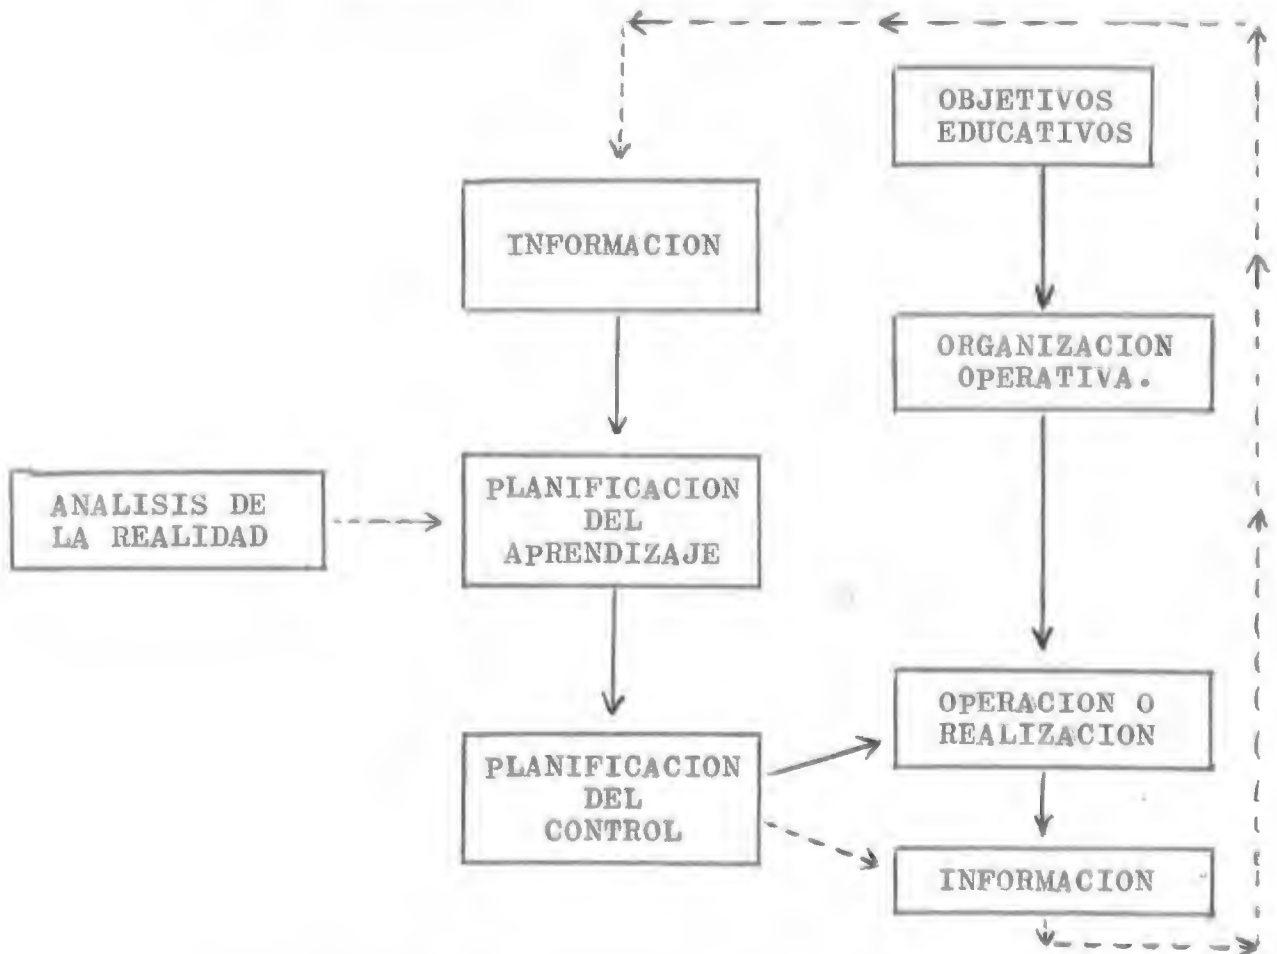 OBJETIVOS
EDUCATIVOS
INFORMACION
ORGANIZACION
OPERATIVA.
ANALISIS DE
LA REALIDAD
PLANIFICACION
DEL
APRENDIZAJE
OPERACION O
REALIZACION
PLANIFICACION
DEL
CONTROL
INFORMACION